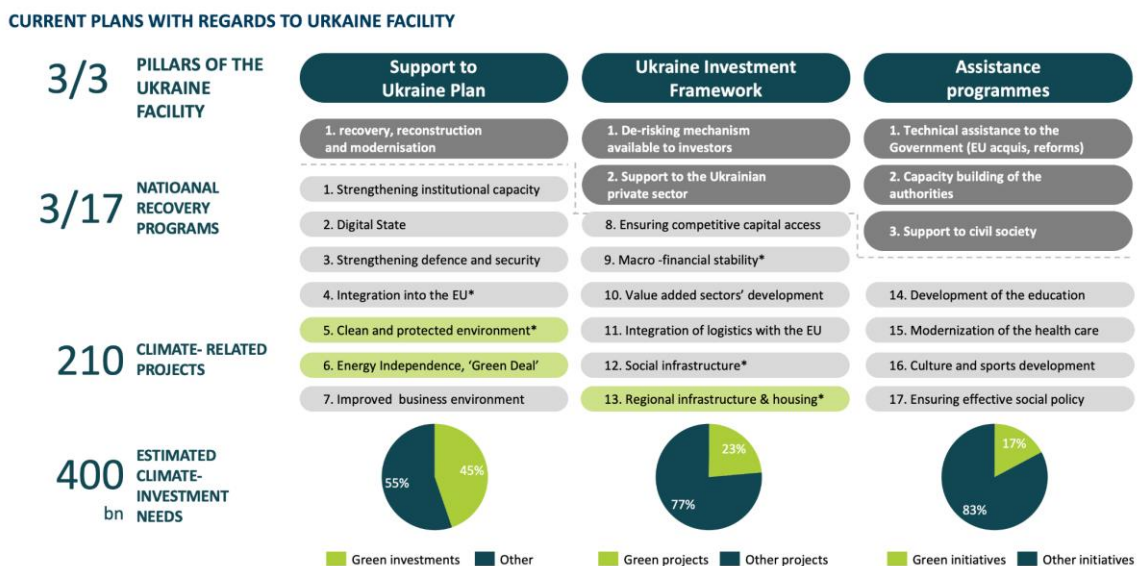 CURRENT PLANS WITH REGARDS TO URKAINE FACILITY
3/3
PILLARS OF THE
UKRAINE
FACILITY
Support to
Ukraine Plan
Ukraine Investment
Framework
Assistance
programmes
1. recovery, reconstruction
and modernisation
1. De-risking mechanism
available to investors
1. Technical assistance to the
Government (EU acquis, reforms)
2. Support to the Ukrainian
private sector
2. Capacity building of the
authorities
3. Support to civil society
3/17
NATIOANAL
RECOVERY
PROGRAMS
1. Strengthening institutional capacity
2. Digital State
3. Strengthening defence and security
4. Integration into the EU*
5. Clean and protected environment*
6. Energy Independence, ‘Green Deal’
7. Improved business environment
8. Ensuring competitive capital access
9. Macro -financial stability*
10. Value added sectors’ development
11. Integration of logistics with the EU
12. Social infrastructure*
13. Regional infrastructure & housing*
14. Development of the education
15. Modernization of the health care
16. Culture and sports development
17. Ensuring effective social policy
210
CLIMATE- RELATED
PROJECTS
400
bn
ESTIMATED
CLIMATE-
INVESTMENT
NEEDS
45%
55%
Green investments
Other
23%
77%
Green projects
Other projects
17%
83%
Green initiatives
Other initiatives